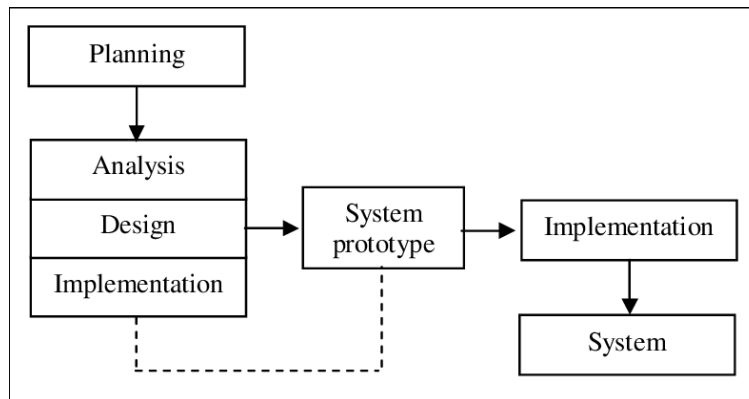 Planning
Analysis
Design
Implementation
System
prototype
Implementation
System